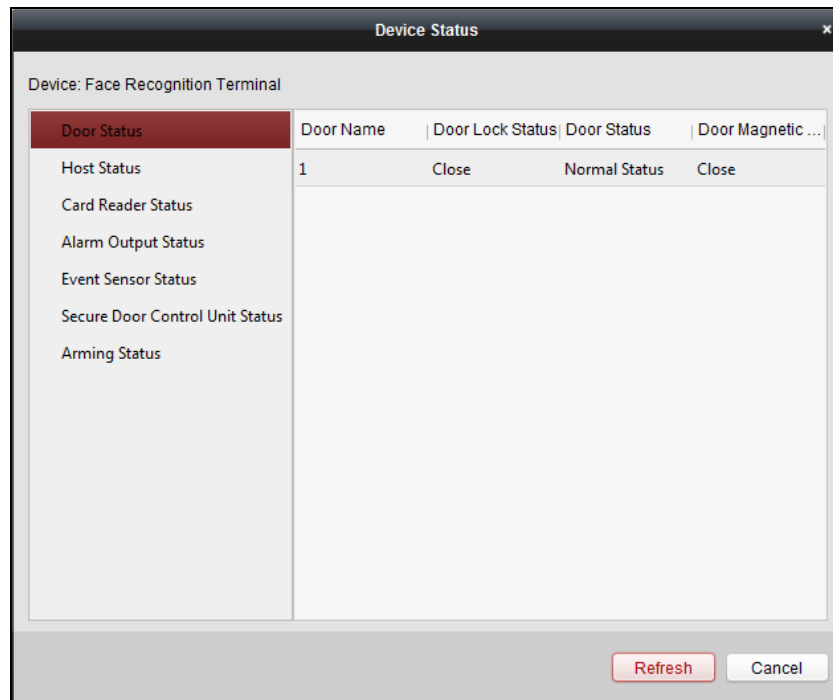 Device Status
×
Device: Face Recognition Terminal
Door Status
Host Status
Card Reader Status
Alarm Output Status
Event Sensor Status
Secure Door Control Unit Status
Arming Status
Door Name Door Lock Status Door Status Door Magnetic ...
1 Close Normal Status Close
Refresh Cancel